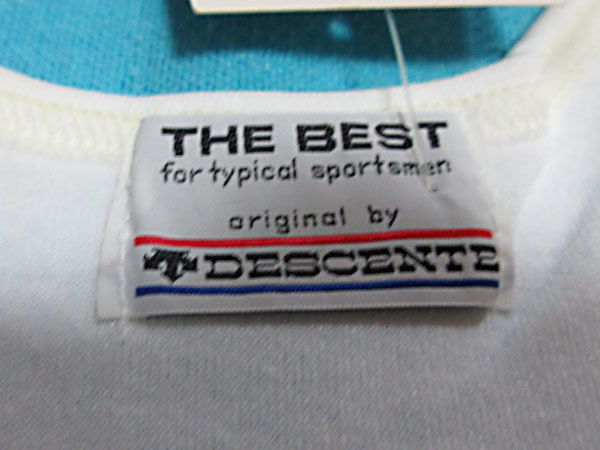 THE BEST
for typical sportsmen
original by
DESCENTE